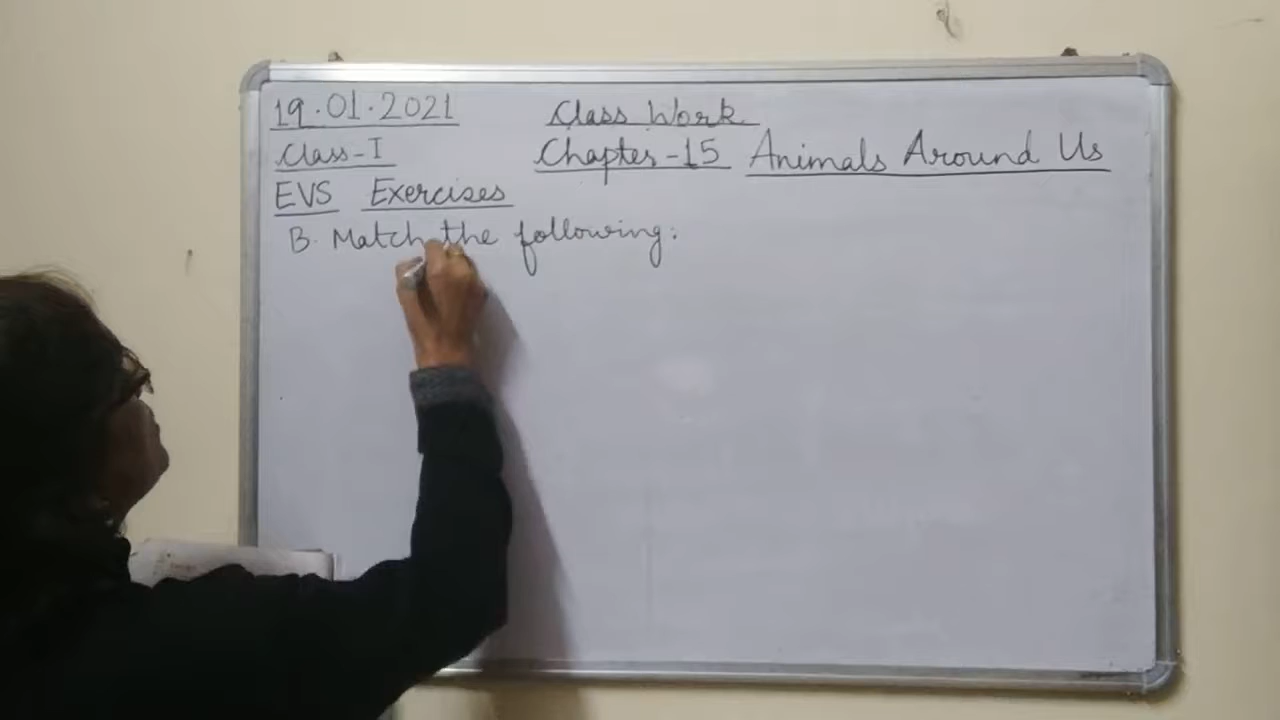 19.01.2021 Class Work
Class-I Chapter-15 Animals Around Us
EVS Exercises
B. Match the following: